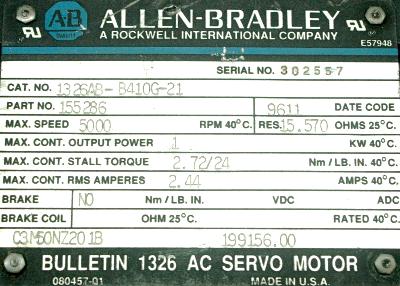 AB ALLEN-BRADLEY
A ROCKWELL INTERNATIONAL COMPANY
E57948
SERIAL NO. 302557
CAT. NO. 1326AB-B410G-21
PART NO. 155286 9611 DATE CODE
MAX. SPEED 5000 RPM 40°C. RES. 15.570 OHMS 25°C.
MAX. CONT. OUTPUT POWER 1 KW 40°C.
MAX. CONT. STALL TORQUE 2.72/24 Nm / LB. IN. 40°C.
MAX. CONT. RMS AMPERES 2.44 AMPS 40°C.
BRAKE NO Nm / LB IN. VDC ADC
BRAKE COIL OHM 25°C. RATED 40°C.
C3M50NZ201B 199156.00
BULLETIN 1326 AC SERVO MOTOR
080457-01 MADE IN U.S.A.